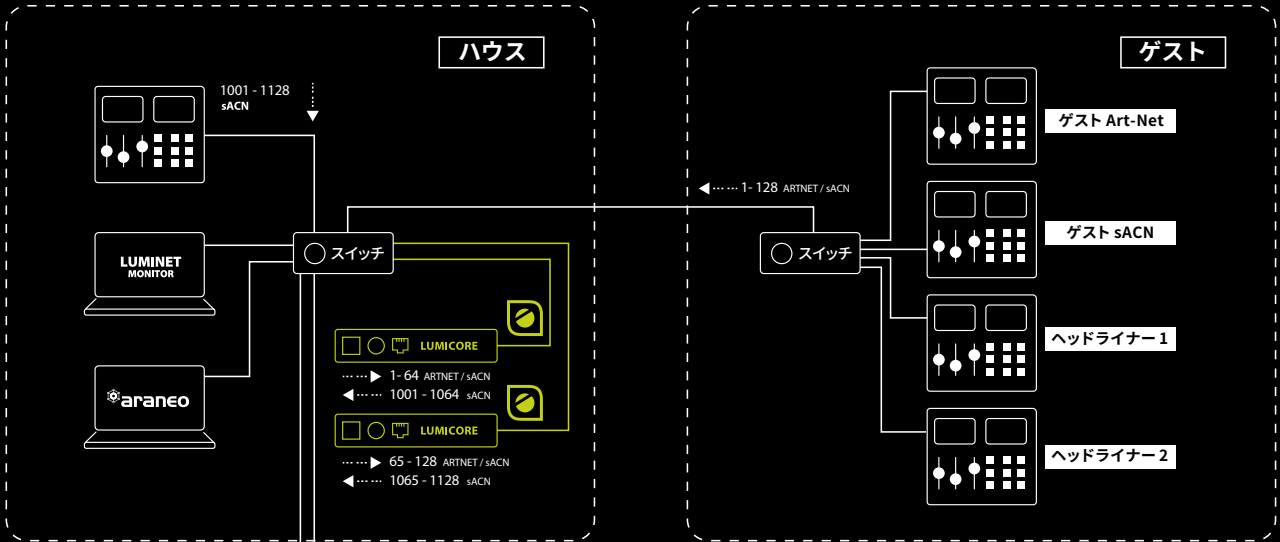 ハウス
1001 - 1128
sACN
LUMINET
MONITOR
araneo
スイッチ
LUMICORE
1- 64 ARTNET / sACN
1001 - 1064 sACN
LUMICORE
65 - 128 ARTNET / sACN
1065 - 1128 sACN
ゲスト
1- 128 ARTNET / sACN
スイッチ
ゲスト Art-Net
ゲスト sACN
ヘッドライナー 1
ヘッドライナー 2